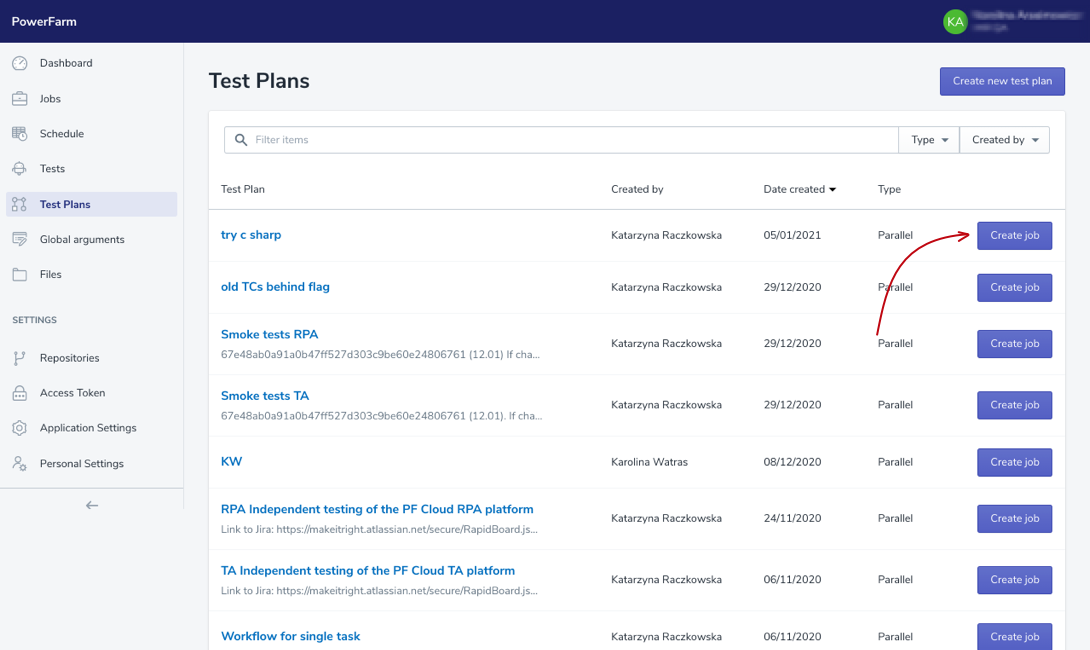 PowerFarm
KA
Dashboard
Jobs
Schedule
Tests
Test Plans
Global arguments
Files
SETTINGS
Repositories
Access Token
Application Settings
Personal Settings
Test Plans
Create new test plan
Filter items
Type
Created by
Test Plan Created by Date created Type
try c sharp Katarzyna Raczkowska 05/01/2021 Parallel Create job
old TCs behind flag Katarzyna Raczkowska 29/12/2020 Parallel Create job
Smoke tests RPA
67e48ab0a91a0b47ff527d303c9be60e24806761 (12.01) If cha... Katarzyna Raczkowska 29/12/2020 Parallel Create job
Smoke tests TA
67e48ab0a91a0b47ff527d303c9be60e24806761 (12.01). If cha... Katarzyna Raczkowska 29/12/2020 Parallel Create job
KW Karolina Watras 08/12/2020 Parallel Create job
RPA Independent testing of the PF Cloud RPA platform
Link to Jira: https://makeitright.atlassian.net/secure/RapidBoard.js... Katarzyna Raczkowska 24/11/2020 Parallel Create job
TA Independent testing of the PF Cloud TA platform
Link to Jira: https://makeitright.atlassian.net/secure/RapidBoard.js... Katarzyna Raczkowska 06/11/2020 Parallel Create job
Workflow for single task Katarzyna Raczkowska 06/11/2020 Parallel Create job